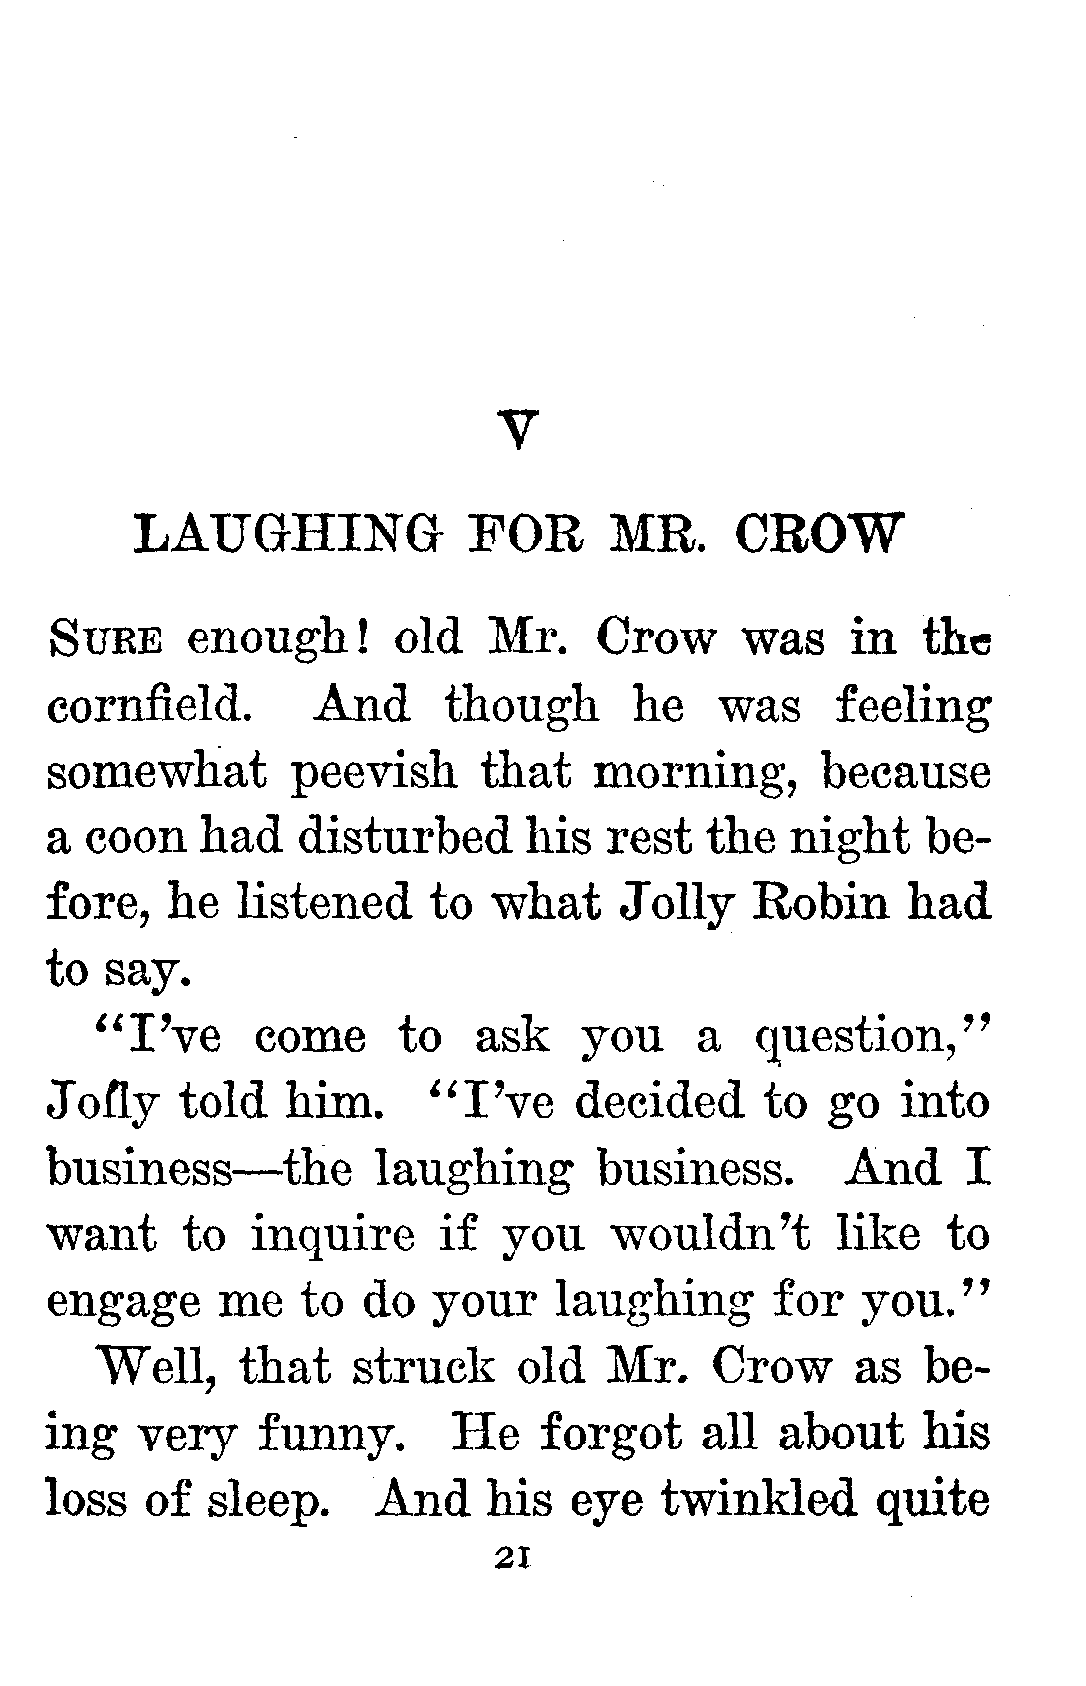 V
LAUGHING FOR MR. CROW
SURE enough! old Mr. Crow was in the
cornfield. And though he was feeling
somewhat peevish that morning, because
a coon had disturbed his rest the night be-
fore, he listened to what Jolly Robin had
to say.
“I’ve come to ask you a question,”
Jolly told him. “I’ve decided to go into
business—the laughing business. And I
want to inquire if you wouldn’t like to
engage me to do your laughing for you.”
Well, that struck old Mr. Crow as be-
ing very funny. He forgot all about his
loss of sleep. And his eye twinkled quite
21